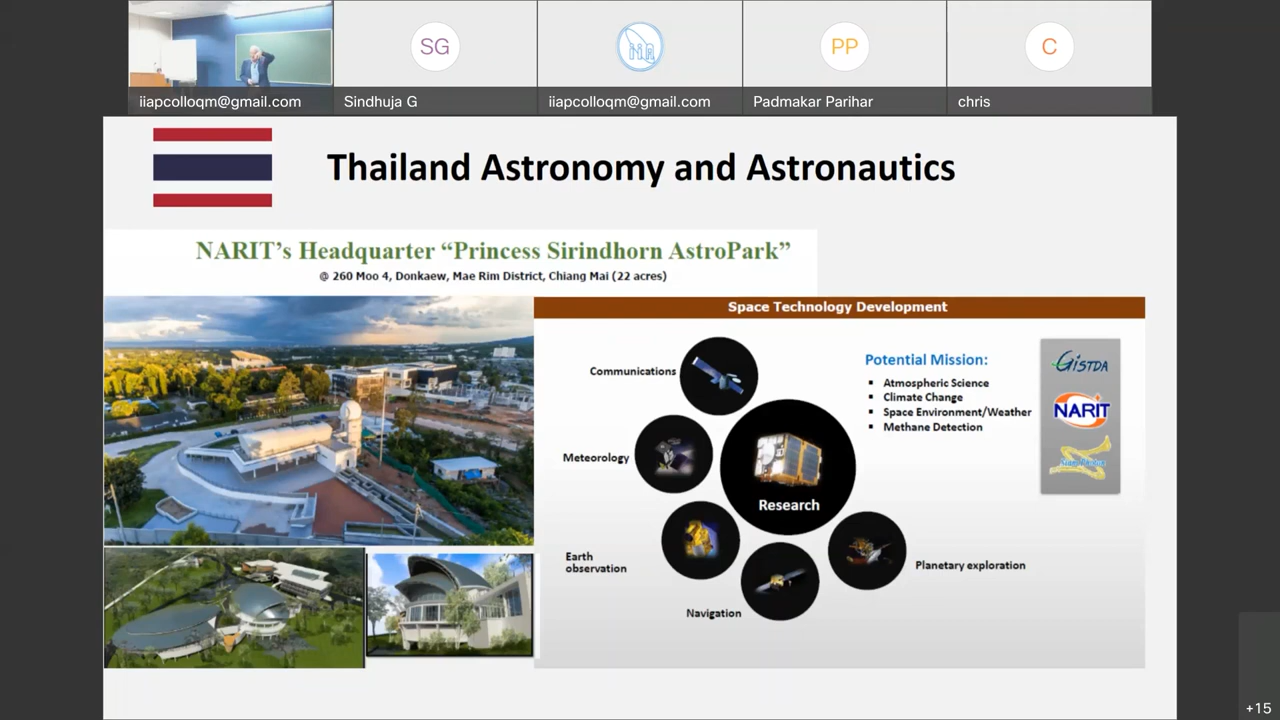 SG
PP
C
iiapcolloqm@gmail.com
Sindhuja G
iiapcolloqm@gmail.com
Padmakar Parihar
chris
Thailand Astronomy and Astronautics
NARIT’s Headquarter “Princess Sirindhorn AstroPark”
@ 260 Moo 4, Donkaew, Mae Rim District, Chiang Mai (22 acres)
Space Technology Development
Communications
Meteorology
Earth
observation
Navigation
Research
Planetary exploration
Potential Mission:
Atmospheric Science
Climate Change
Space Environment/Weather
Methane Detection
GISTDA
NARIT
+15